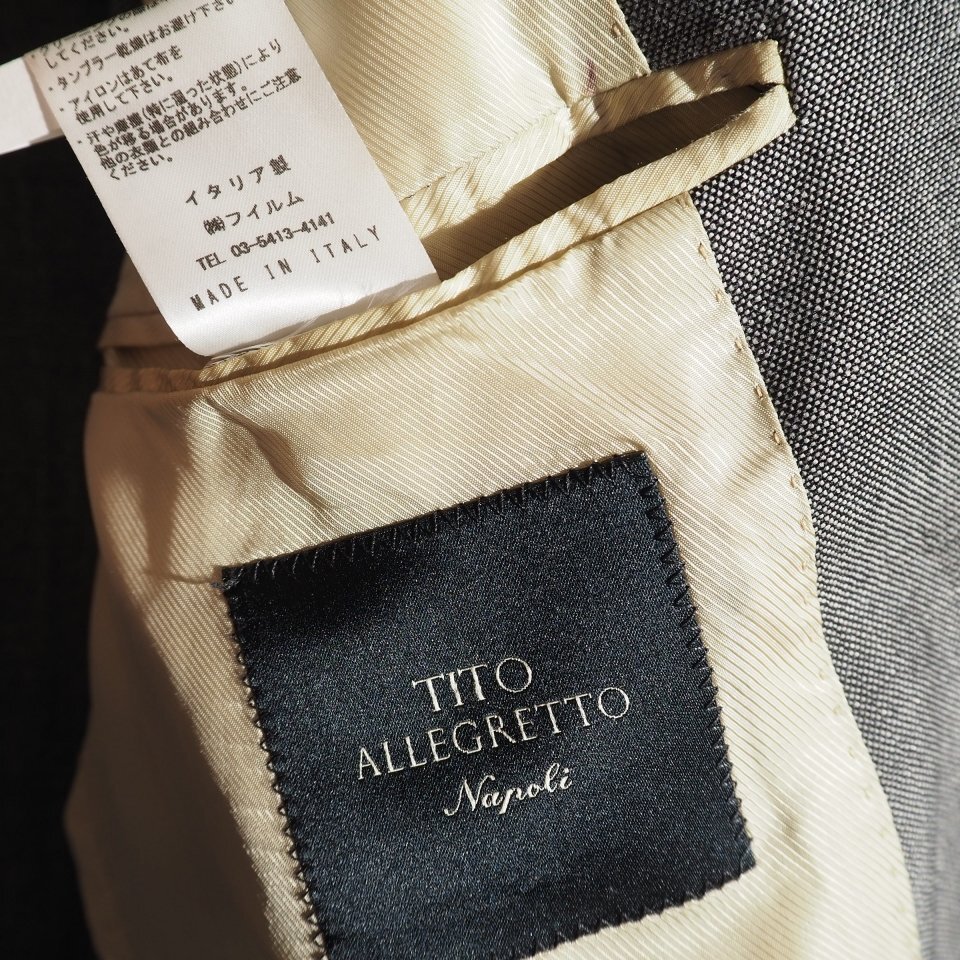 してください。
・タンブラー乾燥はお避け下さい
・アイロンはあて布を
使用して下さい。
・汗や摩擦(特に湿った状態)により
色が移る場合があります。
他の衣類との組み合わせにご注意
ください。
イタリア製
㈱フイルム
TEL 03-5413-4141
MADE IN ITALY
TITO
ALLEGRETTO
Napoli